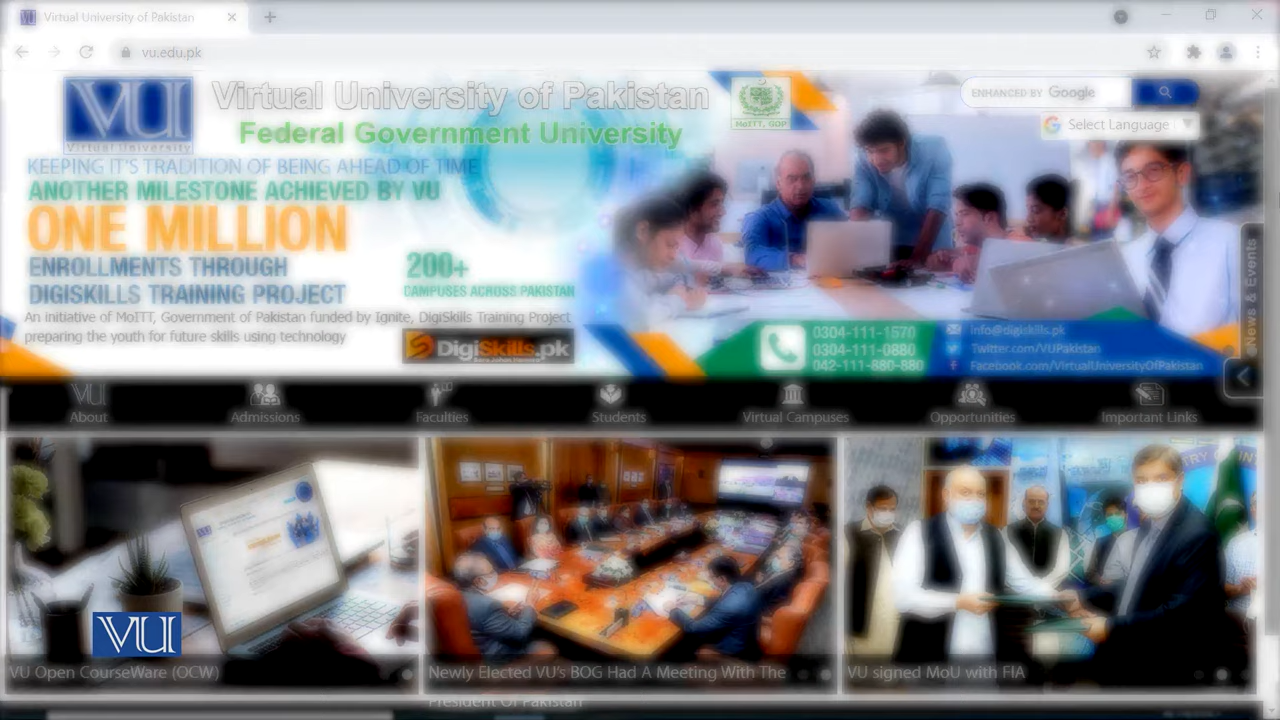 Virtual University of Pakistan
vu.edu.pk
VU
Virtual University
Virtual University of Pakistan
Federal Government University
MoITT, GOP
ENHANCED BY Google
Select Language
KEEPING IT'S TRADITION OF BEING AHEAD OF TIME
ANOTHER MILESTONE ACHIEVED BY VU
ONE MILLION
ENROLLMENTS THROUGH
DIGISKILLS TRAINING PROJECT
200+
CAMPUSES ACROSS PAKISTAN
An initiative of MoITT, Government of Pakistan funded by Ignite, DigiSkills Training Project
preparing the youth for future skills using technology
DigiSkills.pk
0304-111-1570
0304-111-0880
042-111-880-880
info@digiskills.pk
Twitter.com/VUPakistan
Facebook.com/VirtualUniversityOfPakistan
News & Events
VU
About
Admissions
Faculties
Students
Virtual Campuses
Opportunities
Important Links
VU
VU Open CourseWare (OCW)
Newly Elected VU's BOG Had A Meeting With The
President Of Pakistan
VU signed MoU with FIA